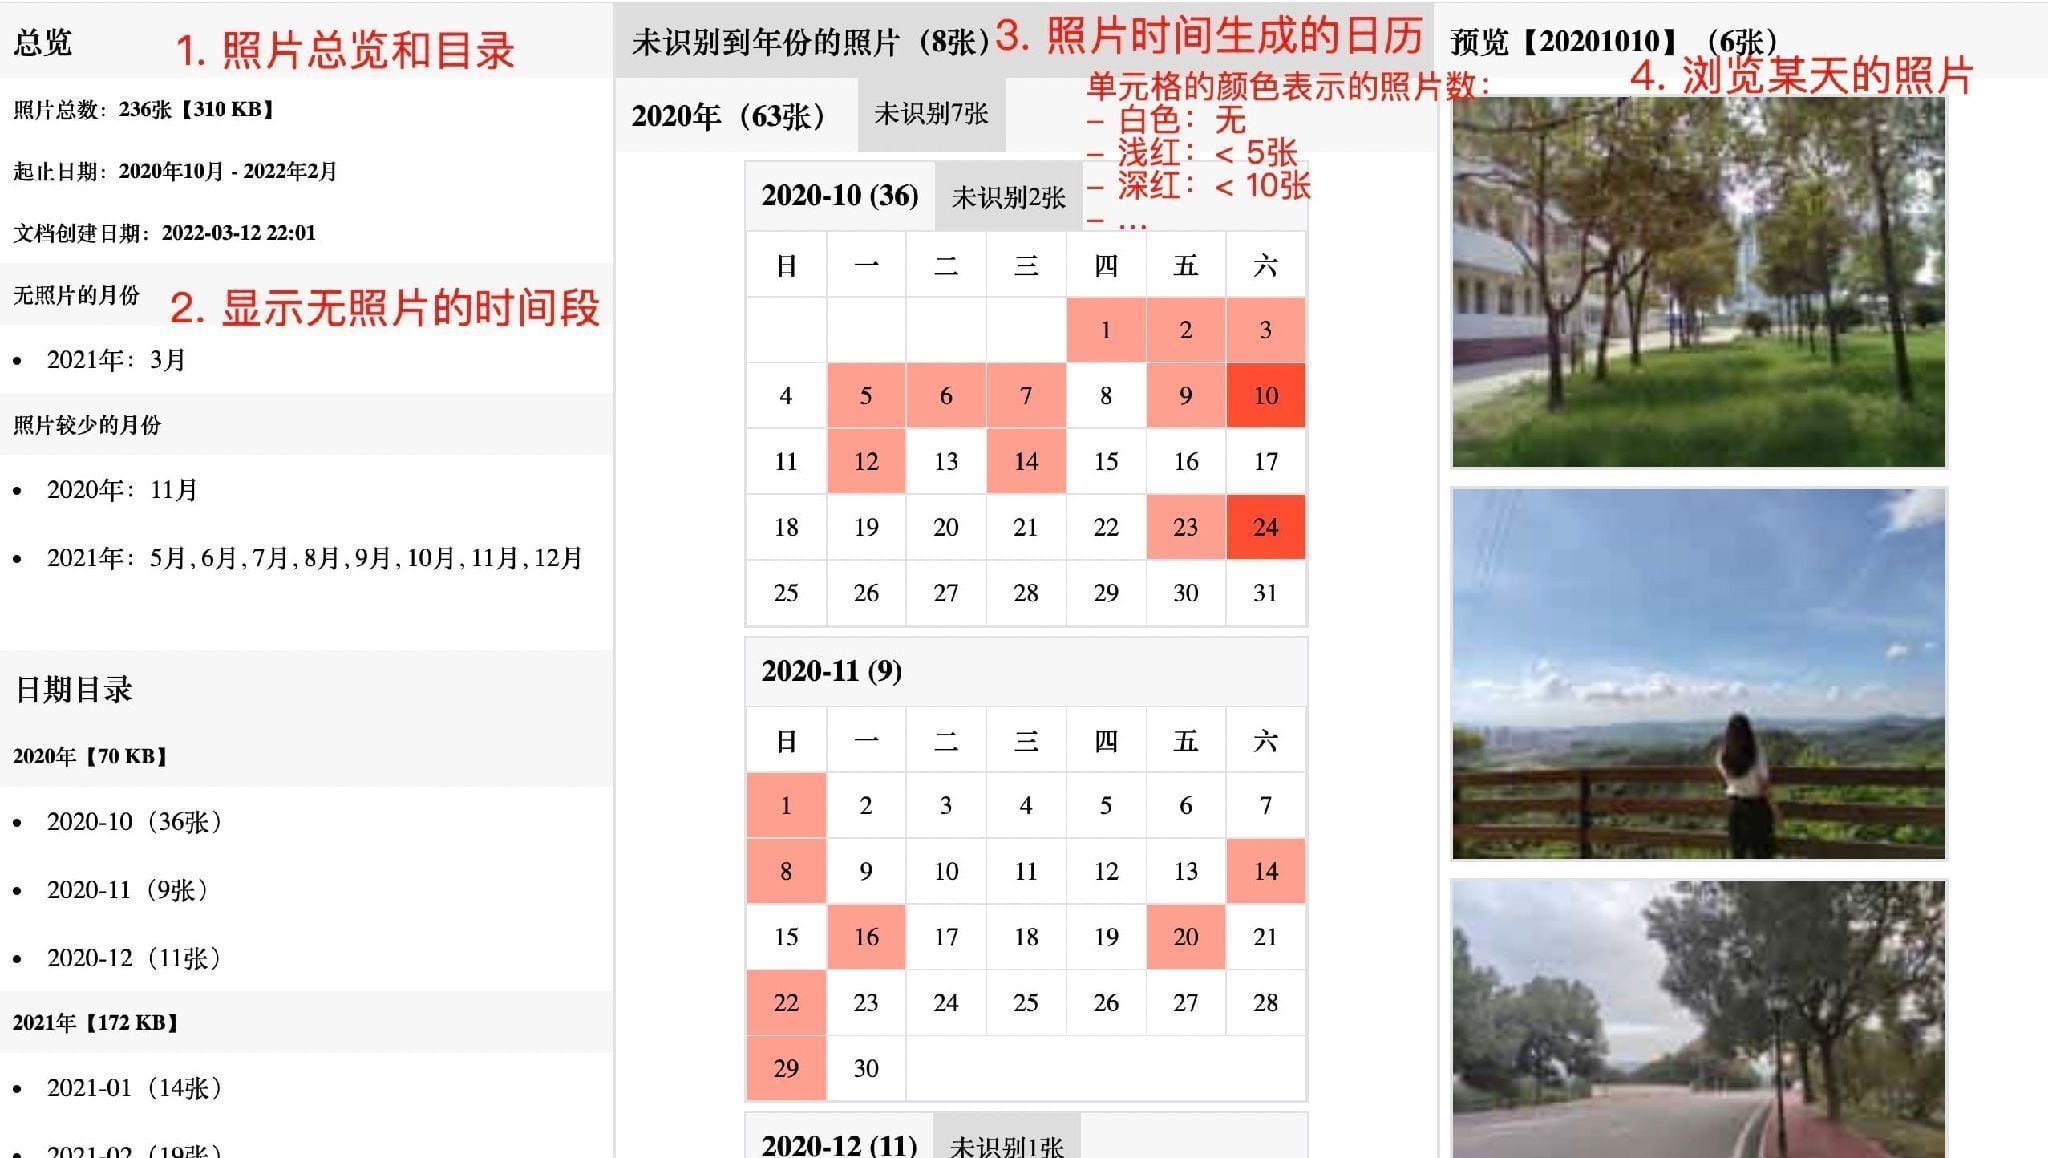 总览
1. 照片总览和目录
照片总数：236张【310 KB】
起止日期：2020年10月 - 2022年2月
文档创建日期：2022-03-12 22:01
无照片的月份
2. 显示无照片的时间段
• 2021年：3月
照片较少的月份
• 2020年：11月
• 2021年：5月, 6月, 7月, 8月, 9月, 10月, 11月, 12月
日期目录
2020年【70 KB】
• 2020-10（36张）
• 2020-11（9张）
• 2020-12（11张）
2021年【172 KB】
• 2021-01（14张）
• 2021-02（19张）
未识别到年份的照片（8张）
3. 照片时间生成的日历
单元格的颜色表示的照片数：
– 白色：无
– 浅红：< 5张
– 深红：< 10张
– ...
2020年（63张） 未识别7张
2020-10 (36) 未识别2张
日 一 二 三 四 五 六
1 2 3
4 5 6 7 8 9 10
11 12 13 14 15 16 17
18 19 20 21 22 23 24
25 26 27 28 29 30 31
2020-11 (9)
日 一 二 三 四 五 六
1 2 3 4 5 6 7
8 9 10 11 12 13 14
15 16 17 18 19 20 21
22 23 24 25 26 27 28
29 30
2020-12 (11) 未识别1张
预览【20201010】（6张）
4. 浏览某天的照片